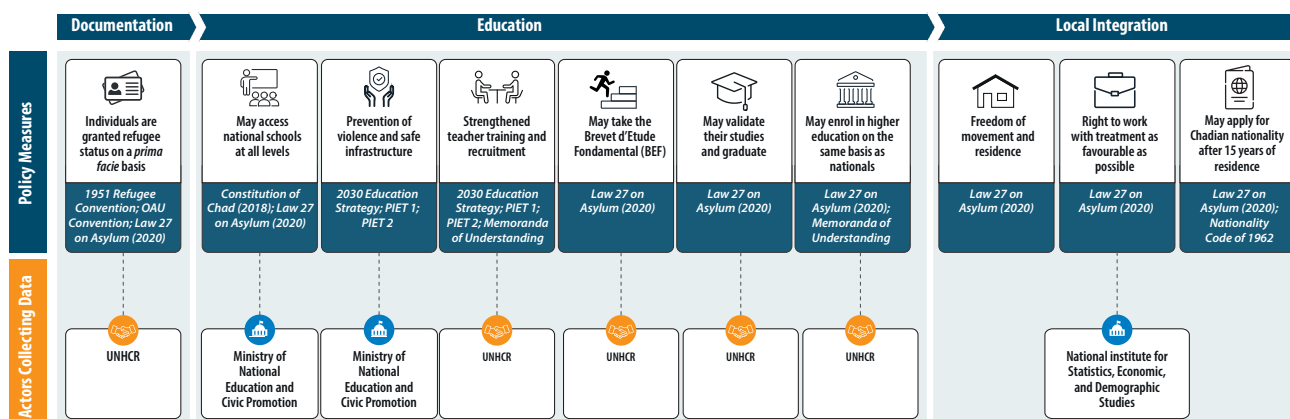 Documentation
Education
Local Integration
Policy Measures
Individuals are
granted refugee
status on a prima
facie basis
May access
national schools
at all levels
Prevention of
violence and safe
infrastructure
Strengthened
teacher training and
recruitment
May take the
Brevet d’Etude
Fundamental (BEF)
May validate
their studies
and graduate
May enrol in higher
education on the
same basis as
nationals
Freedom of
movement and
residence
Right to work
with treatment as
favourable as
possible
May apply for
Chadian nationality
after 15 years of
residence
1951 Refugee
Convention; OAU
Convention; Law 27
on Asylum (2020)
Constitution of
Chad (2018); Law 27
on Asylum (2020)
2030 Education
Strategy; PIET 1;
PIET 2
2030 Education
Strategy; PIET 1;
PIET 2; Memoranda
of Understanding
Law 27 on
Asylum (2020)
Law 27 on
Asylum (2020)
Law 27 on
Asylum (2020);
Memoranda of
Understanding
Law 27 on
Asylum (2020)
Law 27 on
Asylum (2020)
Law 27 on
Asylum (2020);
Nationality
Code of 1962
Actors Collecting Data
UNHCR
Ministry of
National
Education and
Civic Promotion
Ministry of
National
Education and
Civic Promotion
UNHCR
UNHCR
UNHCR
UNHCR
National institute for
Statistics, Economic,
and Demographic
Studies